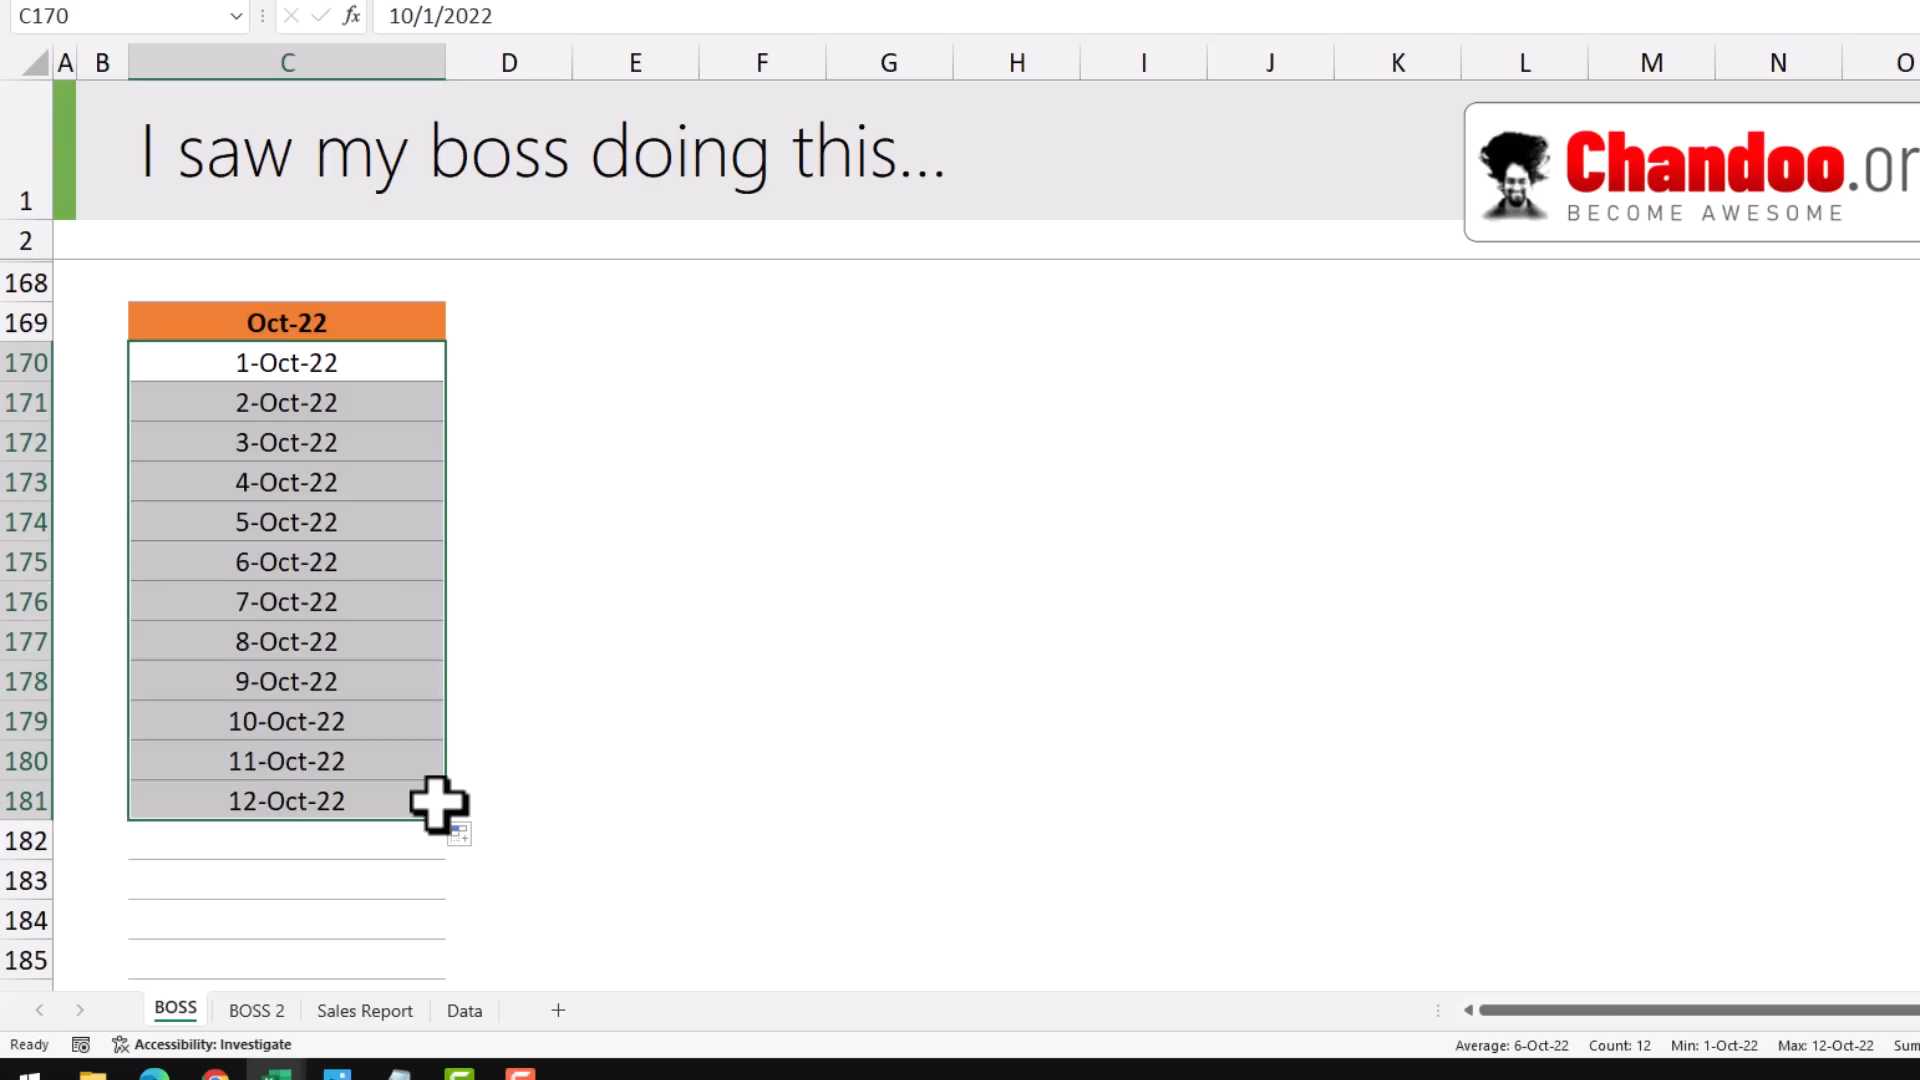 C170
fx 10/1/2022
A B C D E F G H I J K L M N O
1 I saw my boss doing this...
Chandoo.or
BECOME AWESOME
2
168
169 Oct-22
170 1-Oct-22
171 2-Oct-22
172 3-Oct-22
173 4-Oct-22
174 5-Oct-22
175 6-Oct-22
176 7-Oct-22
177 8-Oct-22
178 9-Oct-22
179 10-Oct-22
180 11-Oct-22
181 12-Oct-22
182
183
184
185
BOSS BOSS 2 Sales Report Data
Ready Accessibility: Investigate Average: 6-Oct-22 Count: 12 Min: 1-Oct-22 Max: 12-Oct-22 Sum